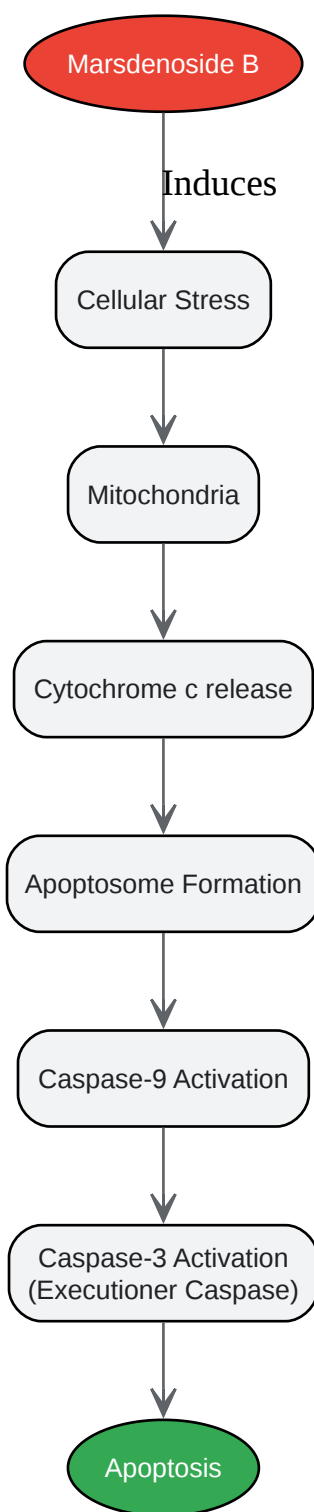 Marsdenoside B
Induces
Cellular Stress
Mitochondria
Cytochrome c release
Apoptosome Formation
Caspase-9 Activation
Caspase-3 Activation
(Executioner Caspase)
Apoptosis